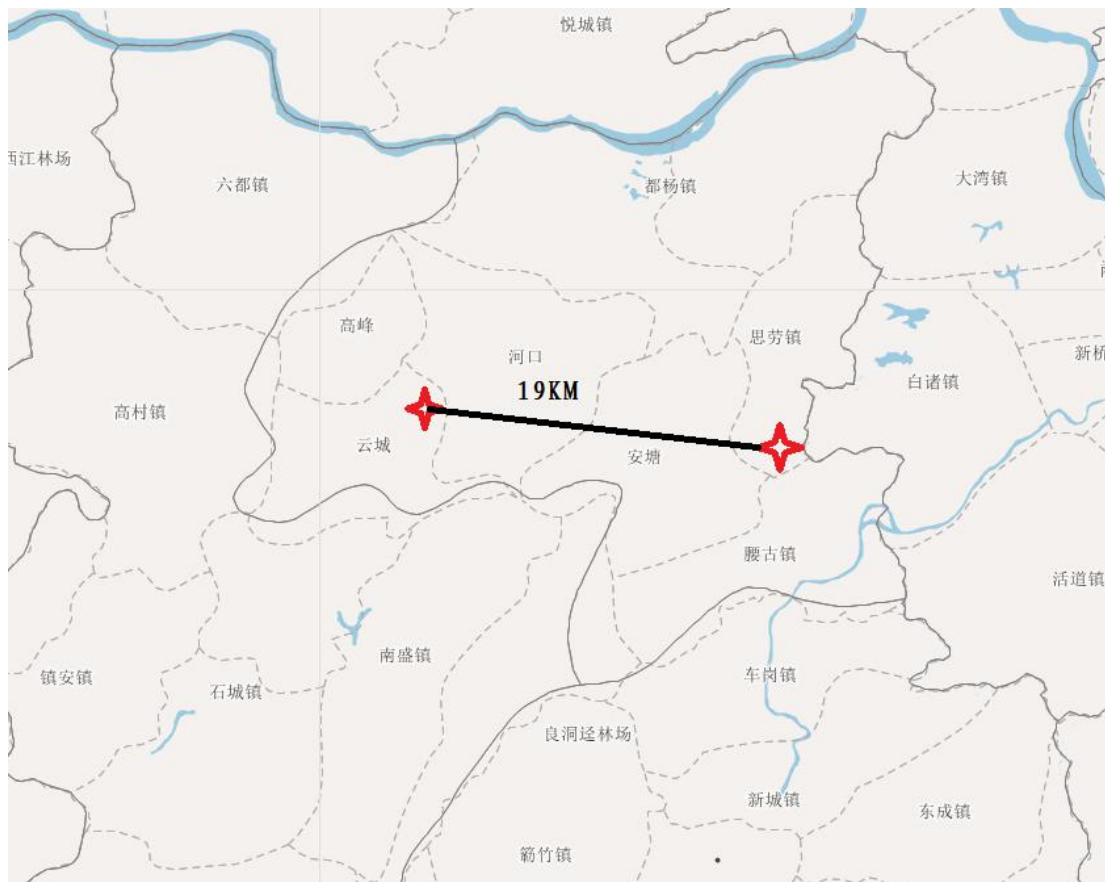 悦城镇
西江林场
六都镇
都杨镇
大湾镇
高峰
河口
思劳镇
新桥
19KM
白诸镇
高村镇
云城
安塘
腰古镇
活道镇
南盛镇
镇安镇
石城镇
车岗镇
良洞迳林场
新城镇
东成镇
簕竹镇